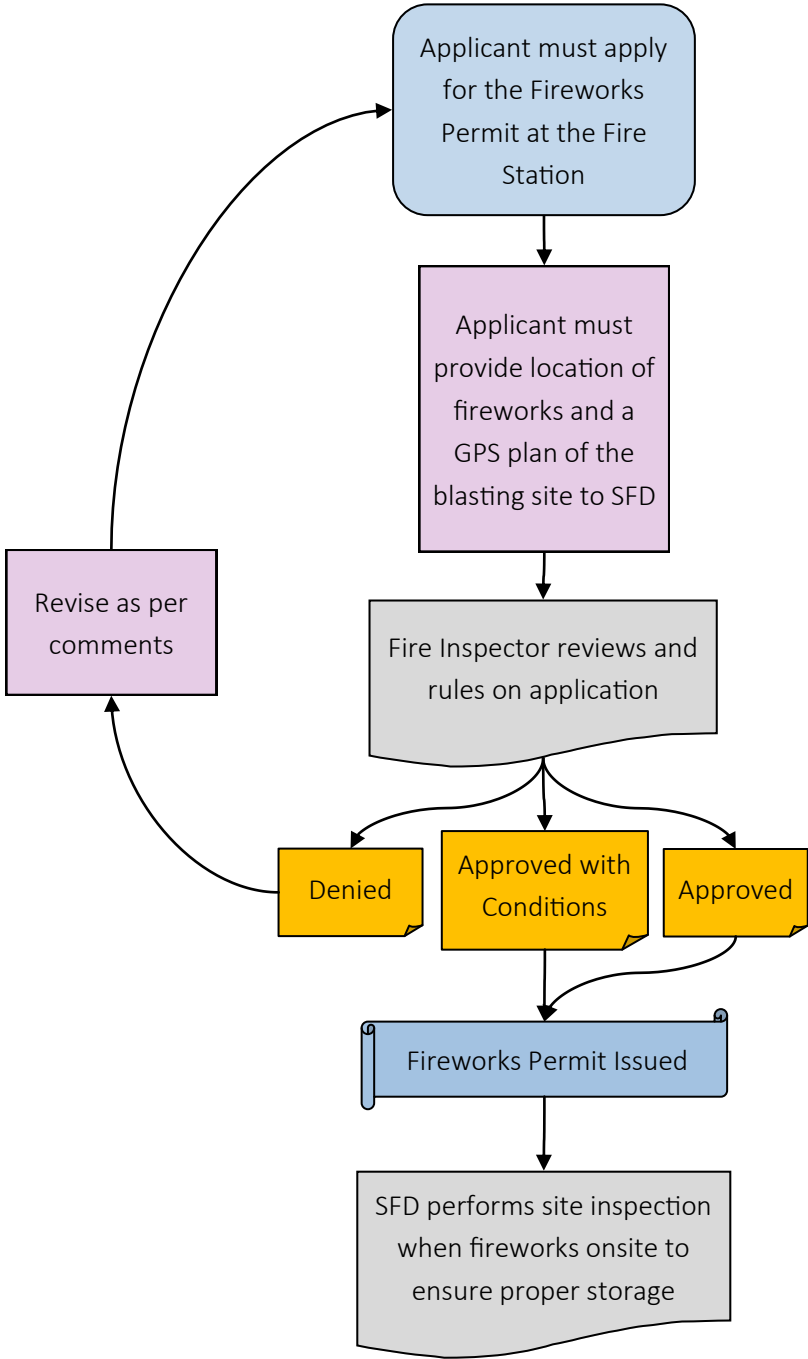 Applicant must apply
for the Fireworks
Permit at the Fire
Station
Applicant must
provide location of
fireworks and a
GPS plan of the
blasting site to SFD
Revise as per
comments
Fire Inspector reviews and
rules on application
Denied
Approved with
Conditions
Approved
Fireworks Permit Issued
SFD performs site inspection
when fireworks onsite to
ensure proper storage